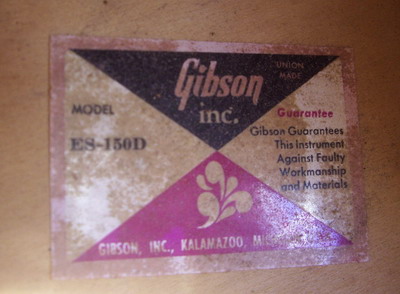 Gibson
inc.
UNION
MADE
MODEL
ES-150D
Guarantee
Gibson Guarantees
This Instrument
Against Faulty
Workmanship
and Materials
GIBSON, INC., KALAMAZOO,